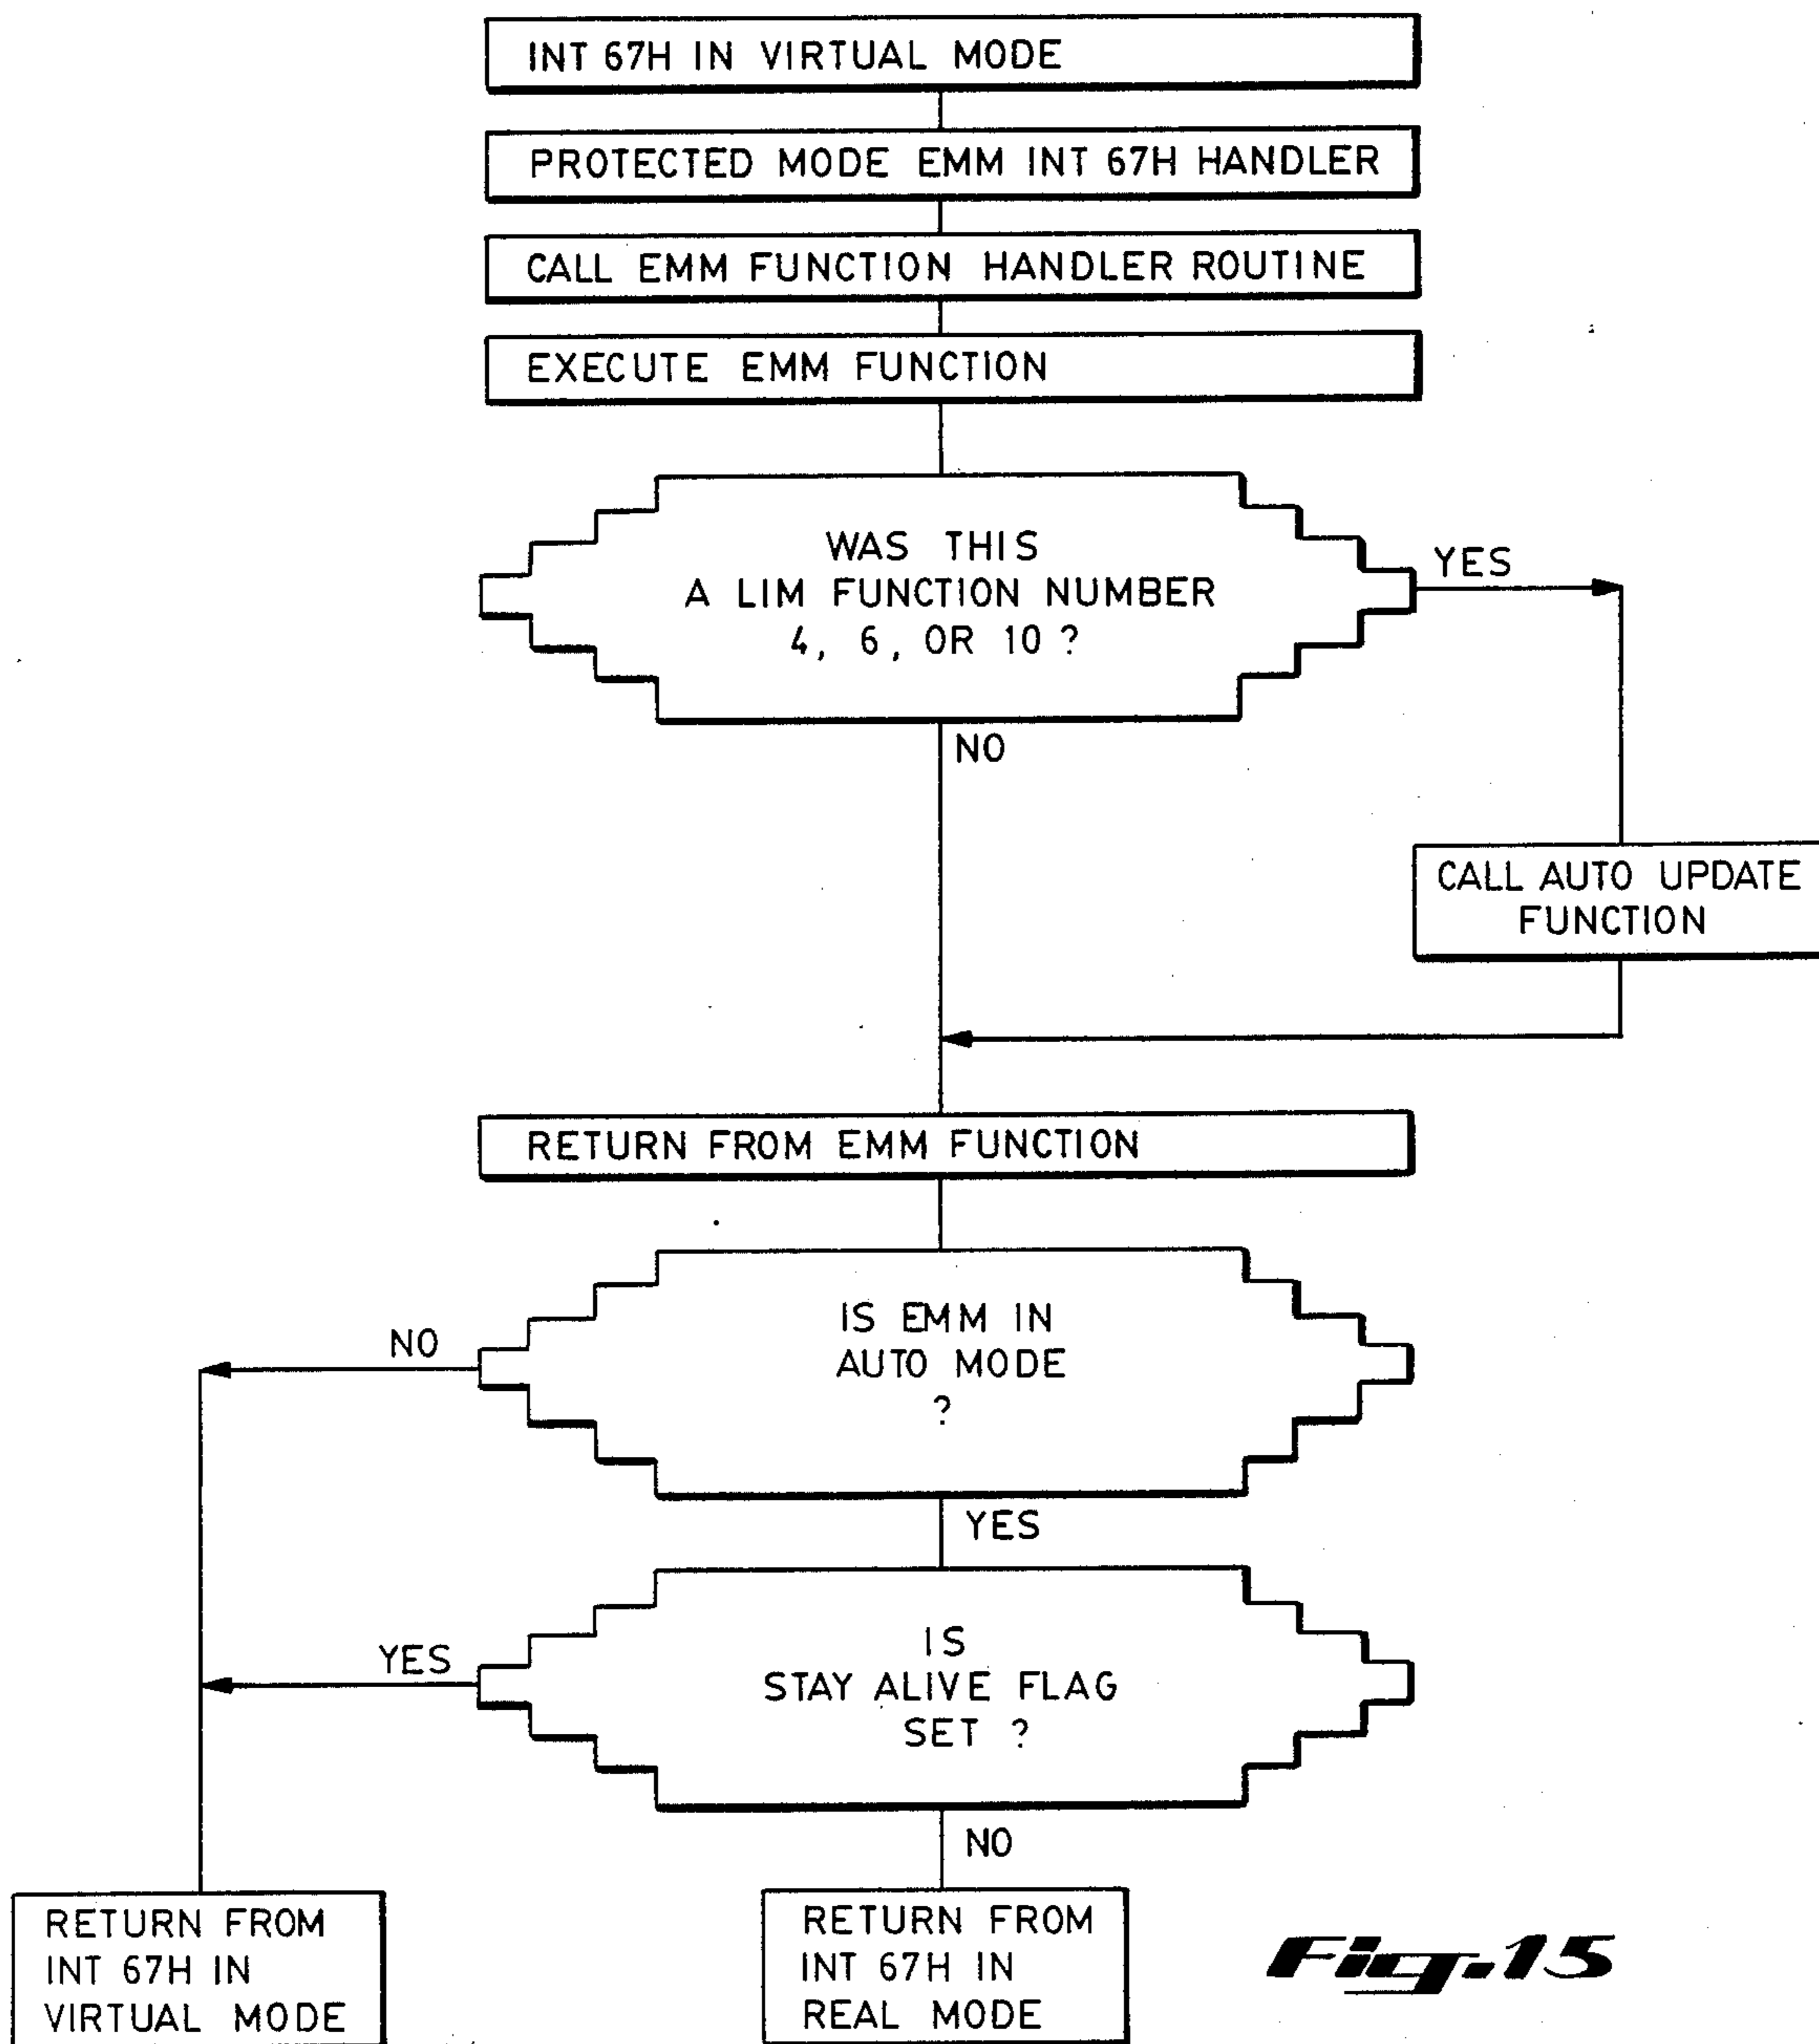 INT 67H IN VIRTUAL MODE
PROTECTED MODE EMM INT 67H HANDLER
CALL EMM FUNCTION HANDLER ROUTINE
EXECUTE EMM FUNCTION
WAS THIS
A LIM FUNCTION NUMBER
4, 6, OR 10 ?
YES
NO
CALL AUTO UPDATE
FUNCTION
RETURN FROM EMM FUNCTION
IS EMM IN
AUTO MODE
?
NO
YES
IS
STAY ALIVE FLAG
SET ?
YES
NO
RETURN FROM
INT 67H IN
VIRTUAL MODE
RETURN FROM
INT 67H IN
REAL MODE
Fig. 15